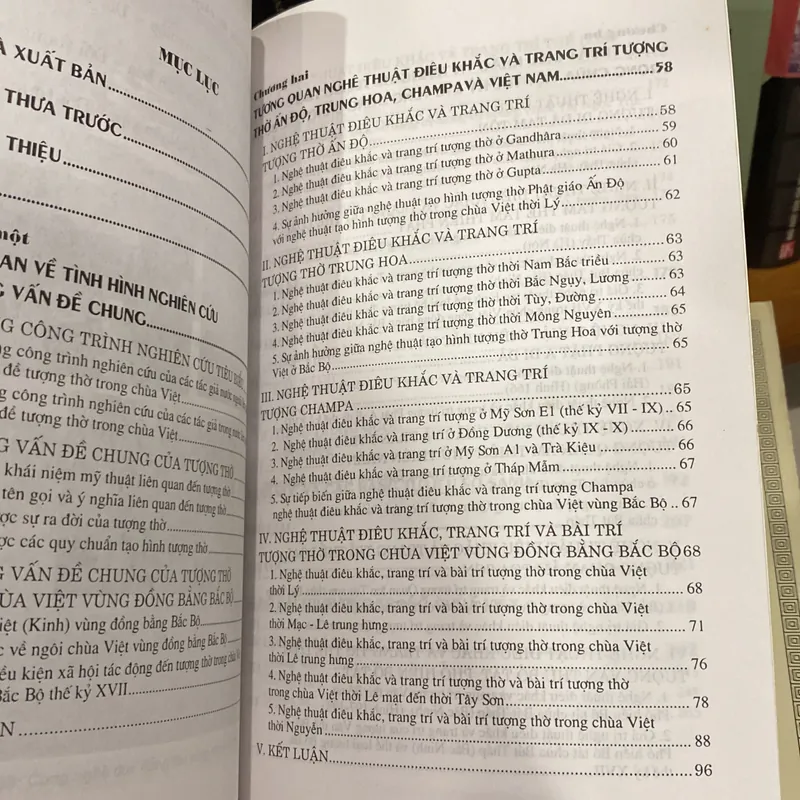 MỤC LỤC
À XUẤT BẢN
THƯA TRƯỚC
THIỆU
một
AN VỀ TÌNH HÌNH NGHIÊN CỨU
G VẤN ĐỀ CHUNG
G CÔNG TRÌNH NGHIÊN CỨU TIÊU BIỂU
ng công trình nghiên cứu của các tác giả nước ngoài
đề tượng thờ trong chùa Việt
g công trình nghiên cứu của các tác giả trong nước
đề tượng thờ trong chùa Việt
G VẤN ĐỀ CHUNG CỦA TƯỢNG THỜ
khái niệm mỹ thuật liên quan đến tượng thờ
tên gọi và ý nghĩa liên quan đến tượng thờ
ược sự ra đời của tượng thờ
ược các quy chuẩn tạo hình tượng thờ
G VẤN ĐỀ CHUNG CỦA TƯỢNG THỜ
ÙA VIỆT VÙNG ĐỒNG BẰNG BẮC BỘ
iệt (Kinh) vùng đồng bằng Bắc Bộ
c về ngôi chùa Việt vùng đồng bằng Bắc Bộ
ều kiện xã hội tác động đến tượng thờ trong chùa
Bắc Bộ thế kỷ XVII
N
Chương hai
TƯƠNG QUAN NGHỆ THUẬT ĐIÊU KHẮC VÀ TRANG TRÍ TƯỢNG
THỜ ẤN ĐỘ, TRUNG HOA, CHAMPAVÀ VIỆT NAM....................58
I. NGHỆ THUẬT ĐIÊU KHẮC VÀ TRANG TRÍ
TƯỢNG THỜ ẤN ĐỘ....................58
1. Nghệ thuật điêu khắc và trang trí tượng thờ ở Gandhâra....................59
2. Nghệ thuật điêu khắc và trang trí tượng thờ ở Mathura....................60
3. Nghệ thuật điêu khắc và trang trí tượng thờ ở Gupta....................61
4. Sự ảnh hưởng giữa nghệ thuật tạo hình tượng thờ Phật giáo Ấn Độ
với nghệ thuật tạo hình tượng thờ trong chùa Việt thời Lý....................62
II. NGHỆ THUẬT ĐIÊU KHẮC VÀ TRANG TRÍ
TƯỢNG THỜ TRUNG HOA....................63
1. Nghệ thuật điêu khắc và trang trí tượng thờ thời Nam Bắc triều....................63
2. Nghệ thuật điêu khắc và trang trí tượng thờ thời Bắc Ngụy, Lương....................63
3. Nghệ thuật điêu khắc và trang trí tượng thờ thời Tùy, Đường....................64
4. Nghệ thuật điêu khắc và trang trí tượng thờ thời Mông Nguyên....................65
5. Sự ảnh hưởng giữa nghệ thuật tạo hình tượng thờ Trung Hoa với tượng thờ
Việt ở Bắc Bộ....................65
III. NGHỆ THUẬT ĐIÊU KHẮC VÀ TRANG TRÍ
TƯỢNG CHAMPA....................65
1. Nghệ thuật điêu khắc và trang trí tượng ở Mỹ Sơn E1 (thế kỷ VII - IX)..65
2. Nghệ thuật điêu khắc và trang trí ở Đồng Dương (thế kỷ IX - X)..........66
3. Nghệ thuật điêu khắc và trang trí ở Mỹ Sơn A1 và Trà Kiệu..........66
4. Nghệ thuật điêu khắc và trang trí tượng ở Tháp Mẫm..........67
5. Sự tiếp biến giữa nghệ thuật điêu khắc và trang trí tượng Champa
nghệ thuật điêu khắc và trang trí tượng thờ trong chùa Việt vùng Bắc Bộ..67
IV. NGHỆ THUẬT ĐIÊU KHẮC, TRANG TRÍ VÀ BÀI TRÍ
TƯỢNG THỜ TRONG CHÙA VIỆT VÙNG ĐỒNG BẰNG BẮC BỘ68
1. Nghệ thuật điêu khắc, trang trí và bài trí tượng thờ trong chùa Việt
thời Lý....................68
2. Nghệ thuật điêu khắc, trang trí và bài trí tượng thờ trong chùa Việt
thời Mạc - Lê trung hưng....................71
3. Nghệ thuật điêu khắc, trang trí và bài trí tượng thờ trong chùa Việt
thời Lê trung hưng....................76
4. Nghệ thuật điêu khắc và trang trí tượng thờ và bài trí tượng thờ
trong chùa Việt thời Lê mạt đến thời Tây Sơn....................78
5. Nghệ thuật điêu khắc, trang trí và bài trí tượng thờ trong chùa Việt
thời Nguyễn....................88
V. KẾT LUẬN....................96